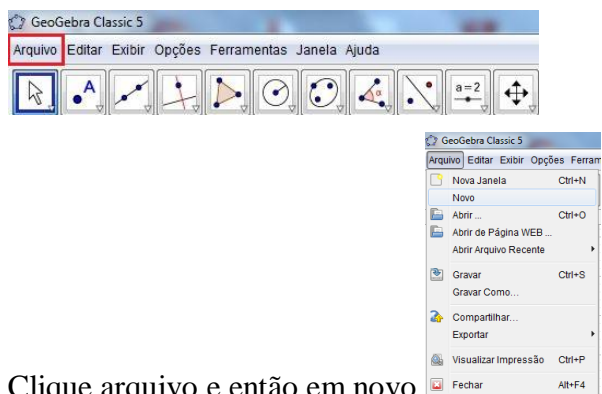 GeoGebra Classic 5
Arquivo Editar Exibir Opções Ferramentas Janela Ajuda
A
α
a=2
GeoGebra Classic 5
Arquivo Editar Exibir Opções Ferram
Nova Janela Ctrl+N
Novo
Abrir ... Ctrl+O
Abrir de Página WEB ...
Abrir Arquivo Recente
Gravar Ctrl+S
Gravar Como...
Compartilhar...
Exportar
Visualizar Impressão Ctrl+P
Fechar Alt+F4
Clique arquivo e então em novo